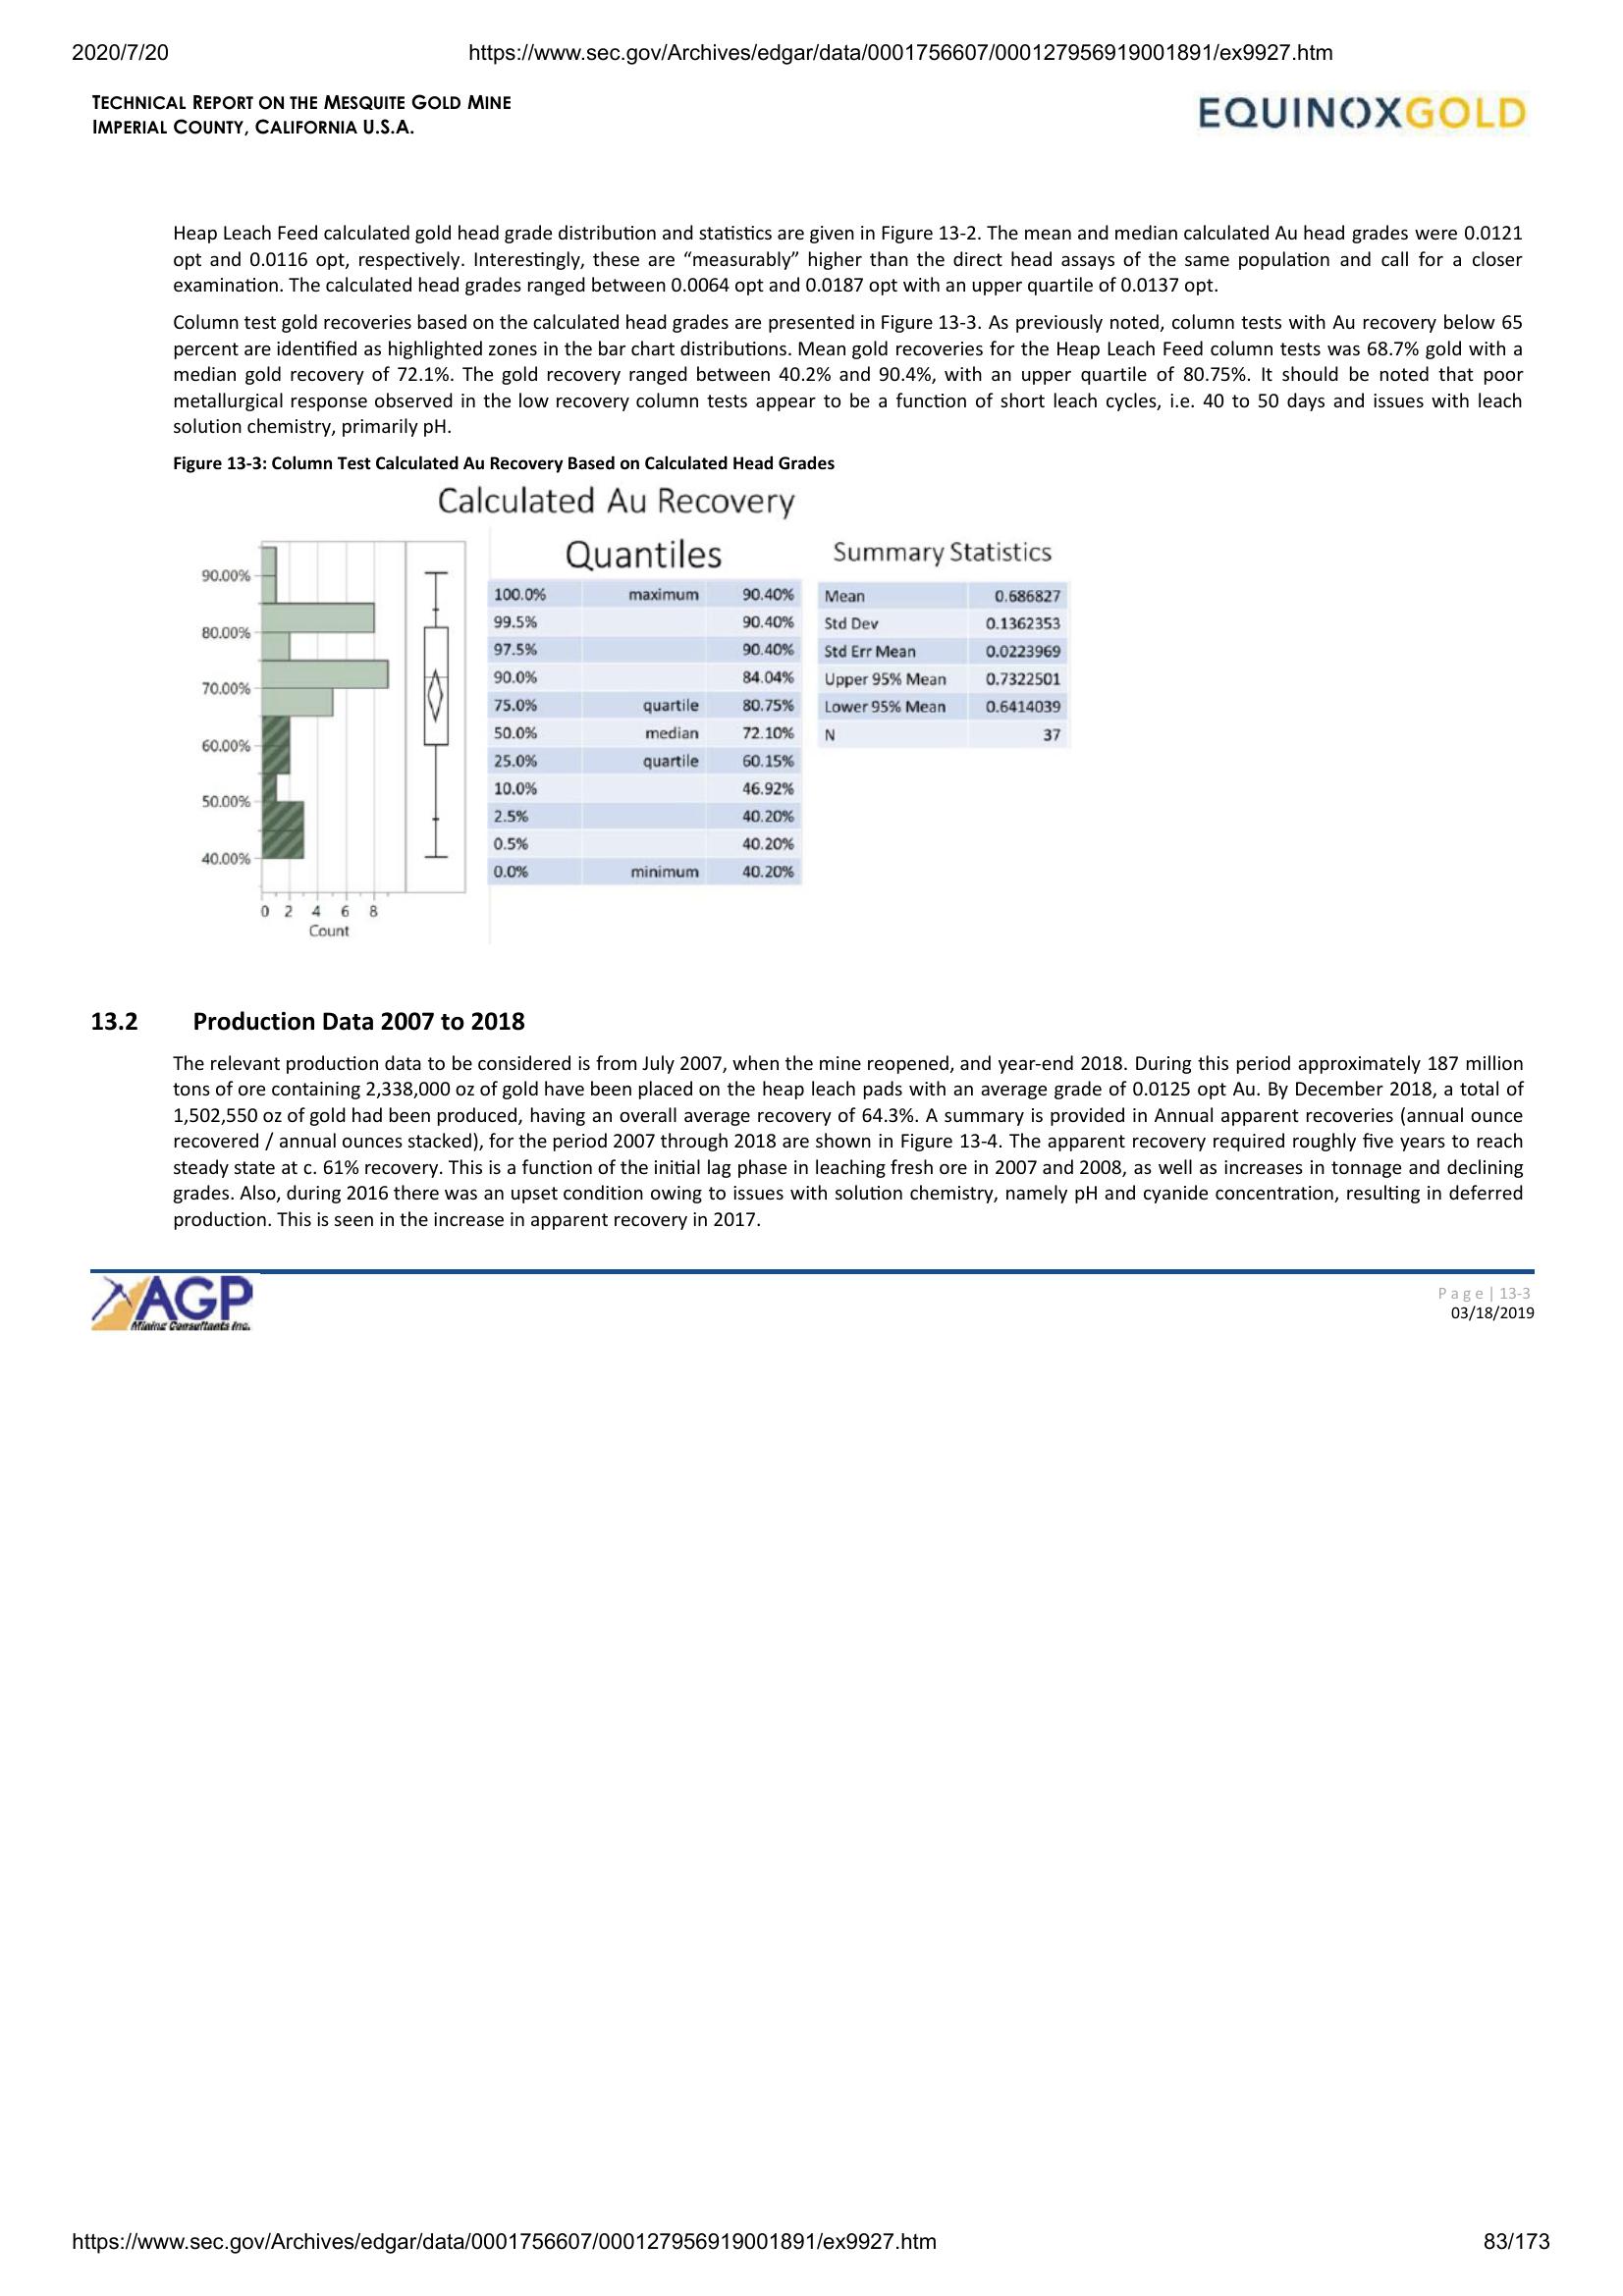 2020/7/20 https://www.sec.gov/Archives/edgar/data/0001756607/000127956919001891/ex9927.htm
TECHNICAL REPORT ON THE MESQUITE GOLD MINE
IMPERIAL COUNTY, CALIFORNIA U.S.A.
EQUINOXGOLD
Heap Leach Feed calculated gold head grade distribution and statistics are given in Figure 13-2. The mean and median calculated Au head grades were 0.0121
opt and 0.0116 opt, respectively. Interestingly, these are “measurably” higher than the direct head assays of the same population and call for a closer
examination. The calculated head grades ranged between 0.0064 opt and 0.0187 opt with an upper quartile of 0.0137 opt.
Column test gold recoveries based on the calculated head grades are presented in Figure 13-3. As previously noted, column tests with Au recovery below 65
percent are identified as highlighted zones in the bar chart distributions. Mean gold recoveries for the Heap Leach Feed column tests was 68.7% gold with a
median gold recovery of 72.1%. The gold recovery ranged between 40.2% and 90.4%, with an upper quartile of 80.75%. It should be noted that poor
metallurgical response observed in the low recovery column tests appear to be a function of short leach cycles, i.e. 40 to 50 days and issues with leach
solution chemistry, primarily pH.
Figure 13-3: Column Test Calculated Au Recovery Based on Calculated Head Grades
Calculated Au Recovery
90.00%
80.00%
70.00%
60.00%
50.00%
40.00%
0 2 4 6 8
Count
Quantiles
100.0% maximum 90.40%
99.5% 90.40%
97.5% 90.40%
90.0% 84.04%
75.0% quartile 80.75%
50.0% median 72.10%
25.0% quartile 60.15%
10.0% 46.92%
2.5% 40.20%
0.5% 40.20%
0.0% minimum 40.20%
Summary Statistics
Mean 0.686827
Std Dev 0.1362353
Std Err Mean 0.0223969
Upper 95% Mean 0.7322501
Lower 95% Mean 0.6414039
N 37
13.2 Production Data 2007 to 2018
The relevant production data to be considered is from July 2007, when the mine reopened, and year-end 2018. During this period approximately 187 million
tons of ore containing 2,338,000 oz of gold have been placed on the heap leach pads with an average grade of 0.0125 opt Au. By December 2018, a total of
1,502,550 oz of gold had been produced, having an overall average recovery of 64.3%. A summary is provided in Annual apparent recoveries (annual ounce
recovered / annual ounces stacked), for the period 2007 through 2018 are shown in Figure 13-4. The apparent recovery required roughly five years to reach
steady state at c. 61% recovery. This is a function of the initial lag phase in leaching fresh ore in 2007 and 2008, as well as increases in tonnage and declining
grades. Also, during 2016 there was an upset condition owing to issues with solution chemistry, namely pH and cyanide concentration, resulting in deferred
production. This is seen in the increase in apparent recovery in 2017.
AGP
Mining Consultants Inc.
Page | 13-3
03/18/2019
https://www.sec.gov/Archives/edgar/data/0001756607/000127956919001891/ex9927.htm 83/173